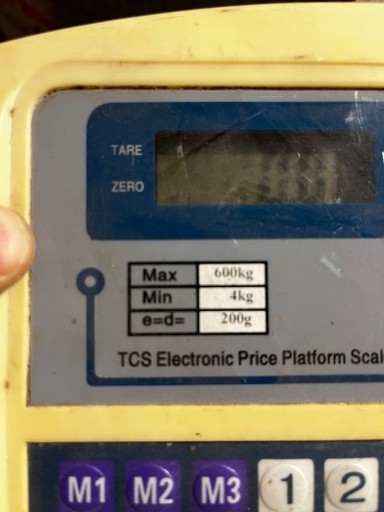 TARE
ZERO
Max 600kg
Min 4kg
e=d= 200g
TCS Electronic Price Platform Scal
M1 M2 M3 1 2